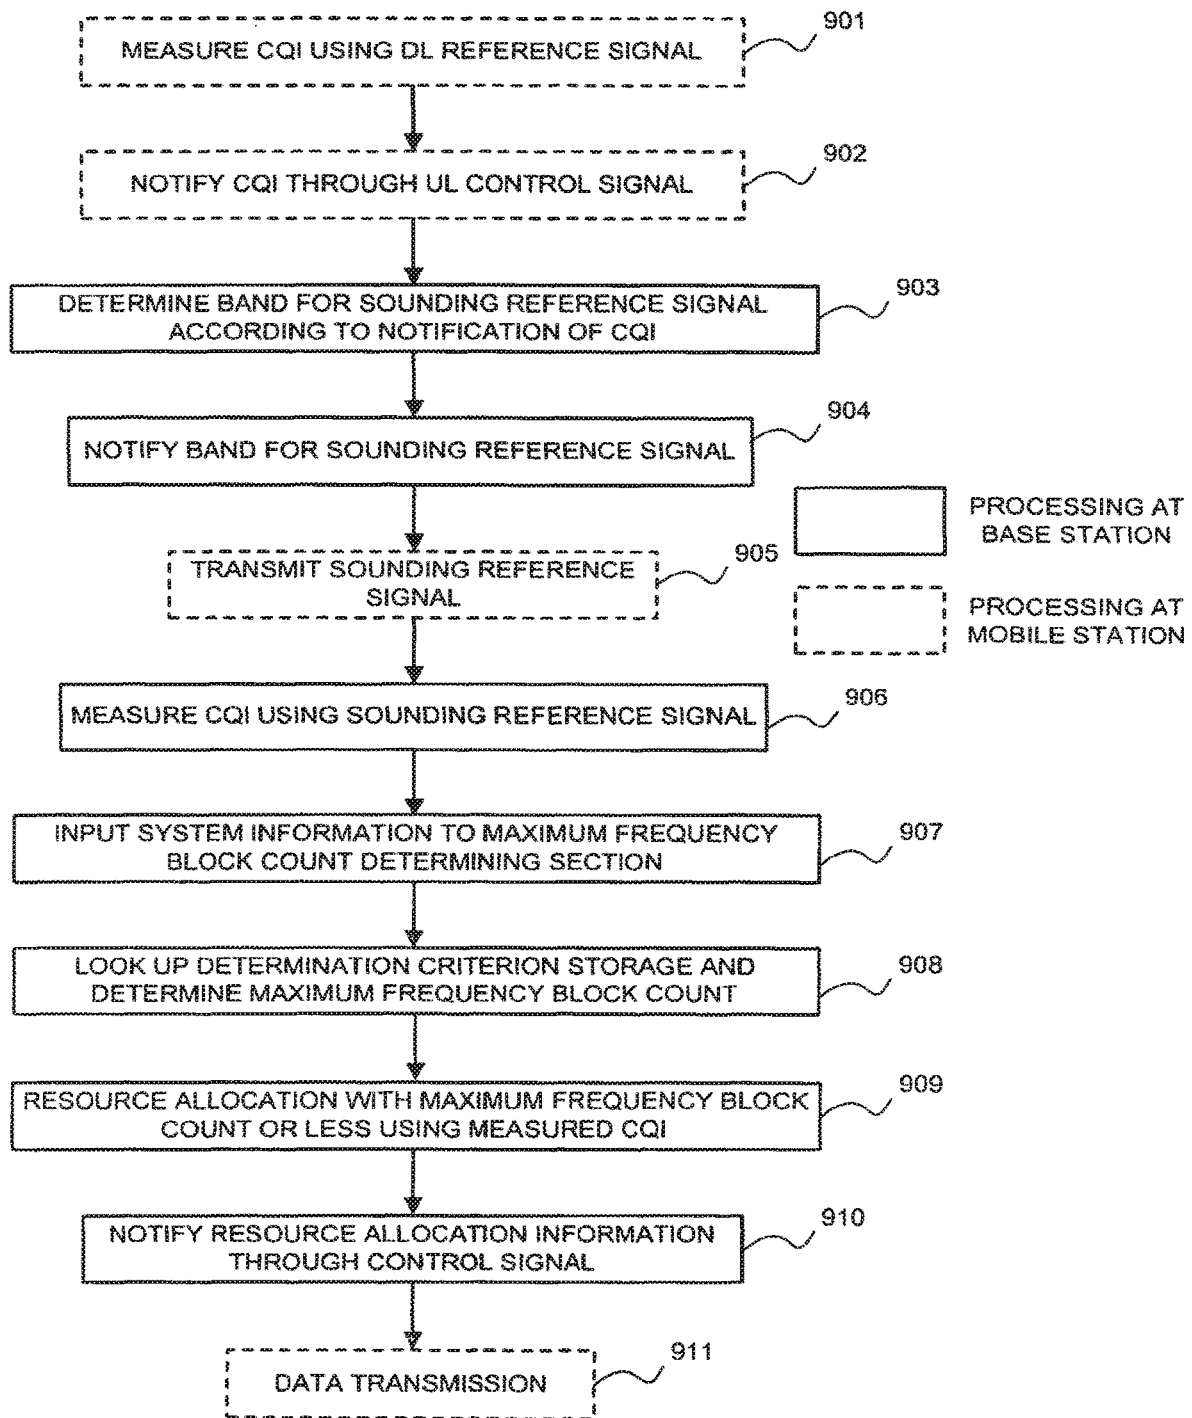 901
MEASURE CQI USING DL REFERENCE SIGNAL
902
NOTIFY CQI THROUGH UL CONTROL SIGNAL
903
DETERMINE BAND FOR SOUNDING REFERENCE SIGNAL
ACCORDING TO NOTIFICATION OF CQI
904
NOTIFY BAND FOR SOUNDING REFERENCE SIGNAL
PROCESSING AT
BASE STATION
905
TRANSMIT SOUNDING REFERENCE
SIGNAL
PROCESSING AT
MOBILE STATION
906
MEASURE CQI USING SOUNDING REFERENCE SIGNAL
907
INPUT SYSTEM INFORMATION TO MAXIMUM FREQUENCY
BLOCK COUNT DETERMINING SECTION
908
LOOK UP DETERMINATION CRITERION STORAGE AND
DETERMINE MAXIMUM FREQUENCY BLOCK COUNT
909
RESOURCE ALLOCATION WITH MAXIMUM FREQUENCY BLOCK
COUNT OR LESS USING MEASURED CQI
910
NOTIFY RESOURCE ALLOCATION INFORMATION
THROUGH CONTROL SIGNAL
911
DATA TRANSMISSION